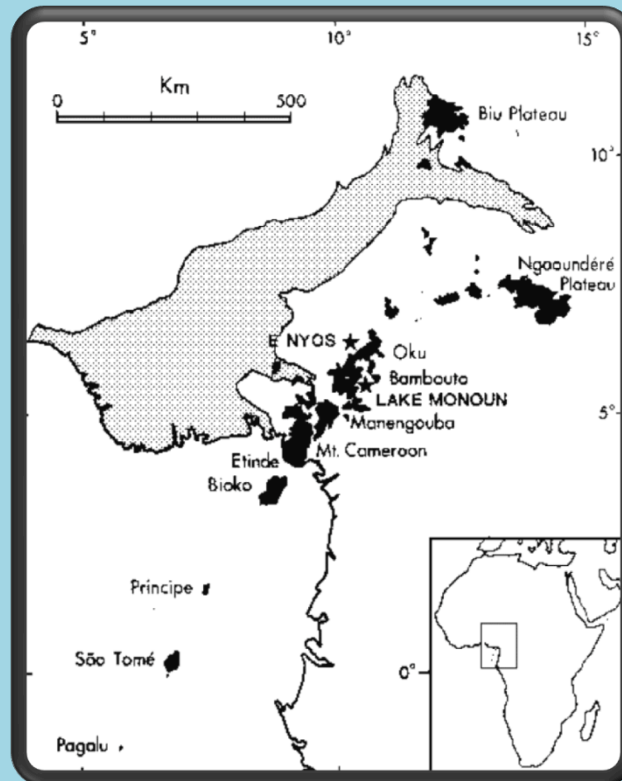 5°
10°
15°
Km
0
500
Biu Plateau
10°
Ngaoundéré
Plateau
E NYOS
Oku
Bambouto
LAKE MONOUN
5°
Manengouba
Mt. Cameroon
Etinde
Bioko
Príncipe
São Tomé
0°
Pagalu